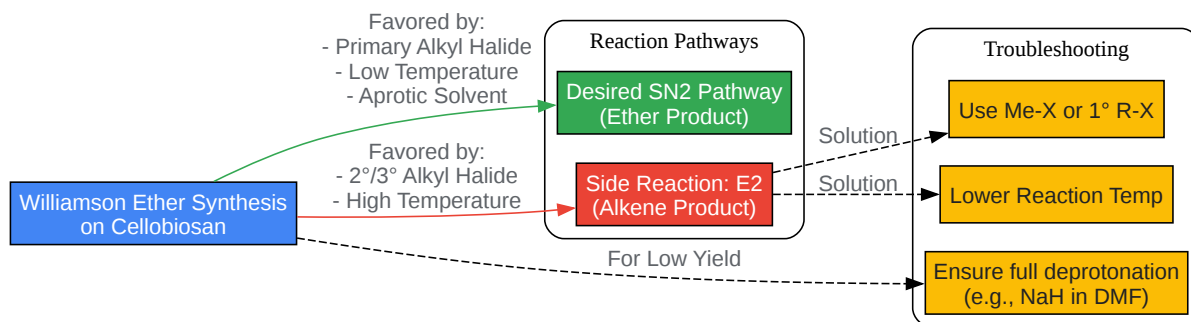 Favored by:
- Primary Alkyl Halide
- Low Temperature
- Aprotic Solvent
Reaction Pathways
Desired SN2 Pathway
(Ether Product)
Favored by:
- 2°/3° Alkyl Halide
- High Temperature
Side Reaction: E2
(Alkene Product)
Williamson Ether Synthesis
on Cellobiosan
Solution
Solution
For Low Yield
Troubleshooting
Use Me-X or 1° R-X
Lower Reaction Temp
Ensure full deprotonation
(e.g., NaH in DMF)